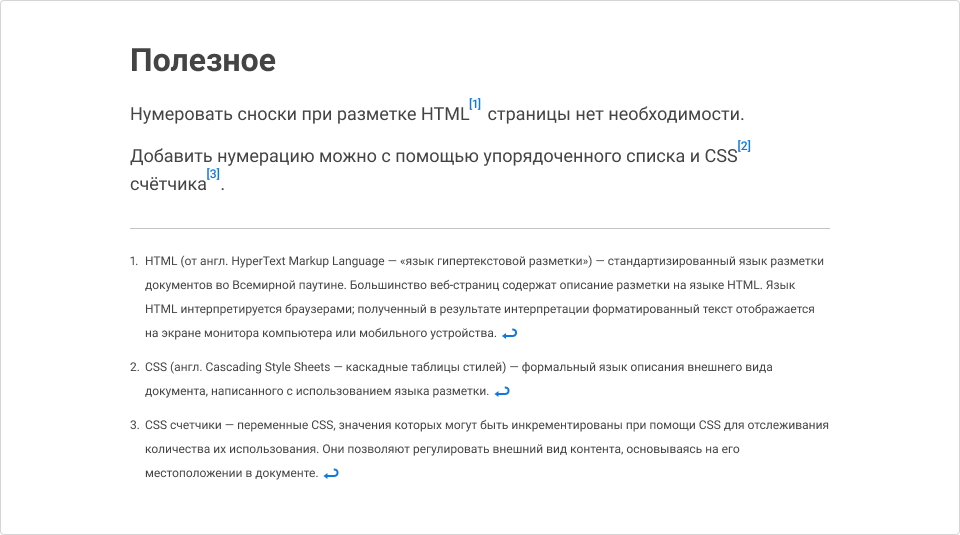 Полезное
Нумеровать сноски при разметке HTML[1] страницы нет необходимости.
Добавить нумерацию можно с помощью упорядоченного списка и CSS[2]
счётчика[3].
1. HTML (от англ. HyperText Markup Language — «язык гипертекстовой разметки») — стандартизированный язык разметки
документов во Всемирной паутине. Большинство веб-страниц содержат описание разметки на языке HTML. Язык
HTML интерпретируется браузерами; полученный в результате интерпретации форматированный текст отображается
на экране монитора компьютера или мобильного устройства. ↩
2. CSS (англ. Cascading Style Sheets — каскадные таблицы стилей) — формальный язык описания внешнего вида
документа, написанного с использованием языка разметки. ↩
3. CSS счетчики — переменные CSS, значения которых могут быть инкрементированы при помощи CSS для отслеживания
количества их использования. Они позволяют регулировать внешний вид контента, основываясь на его
местоположении в документе. ↩